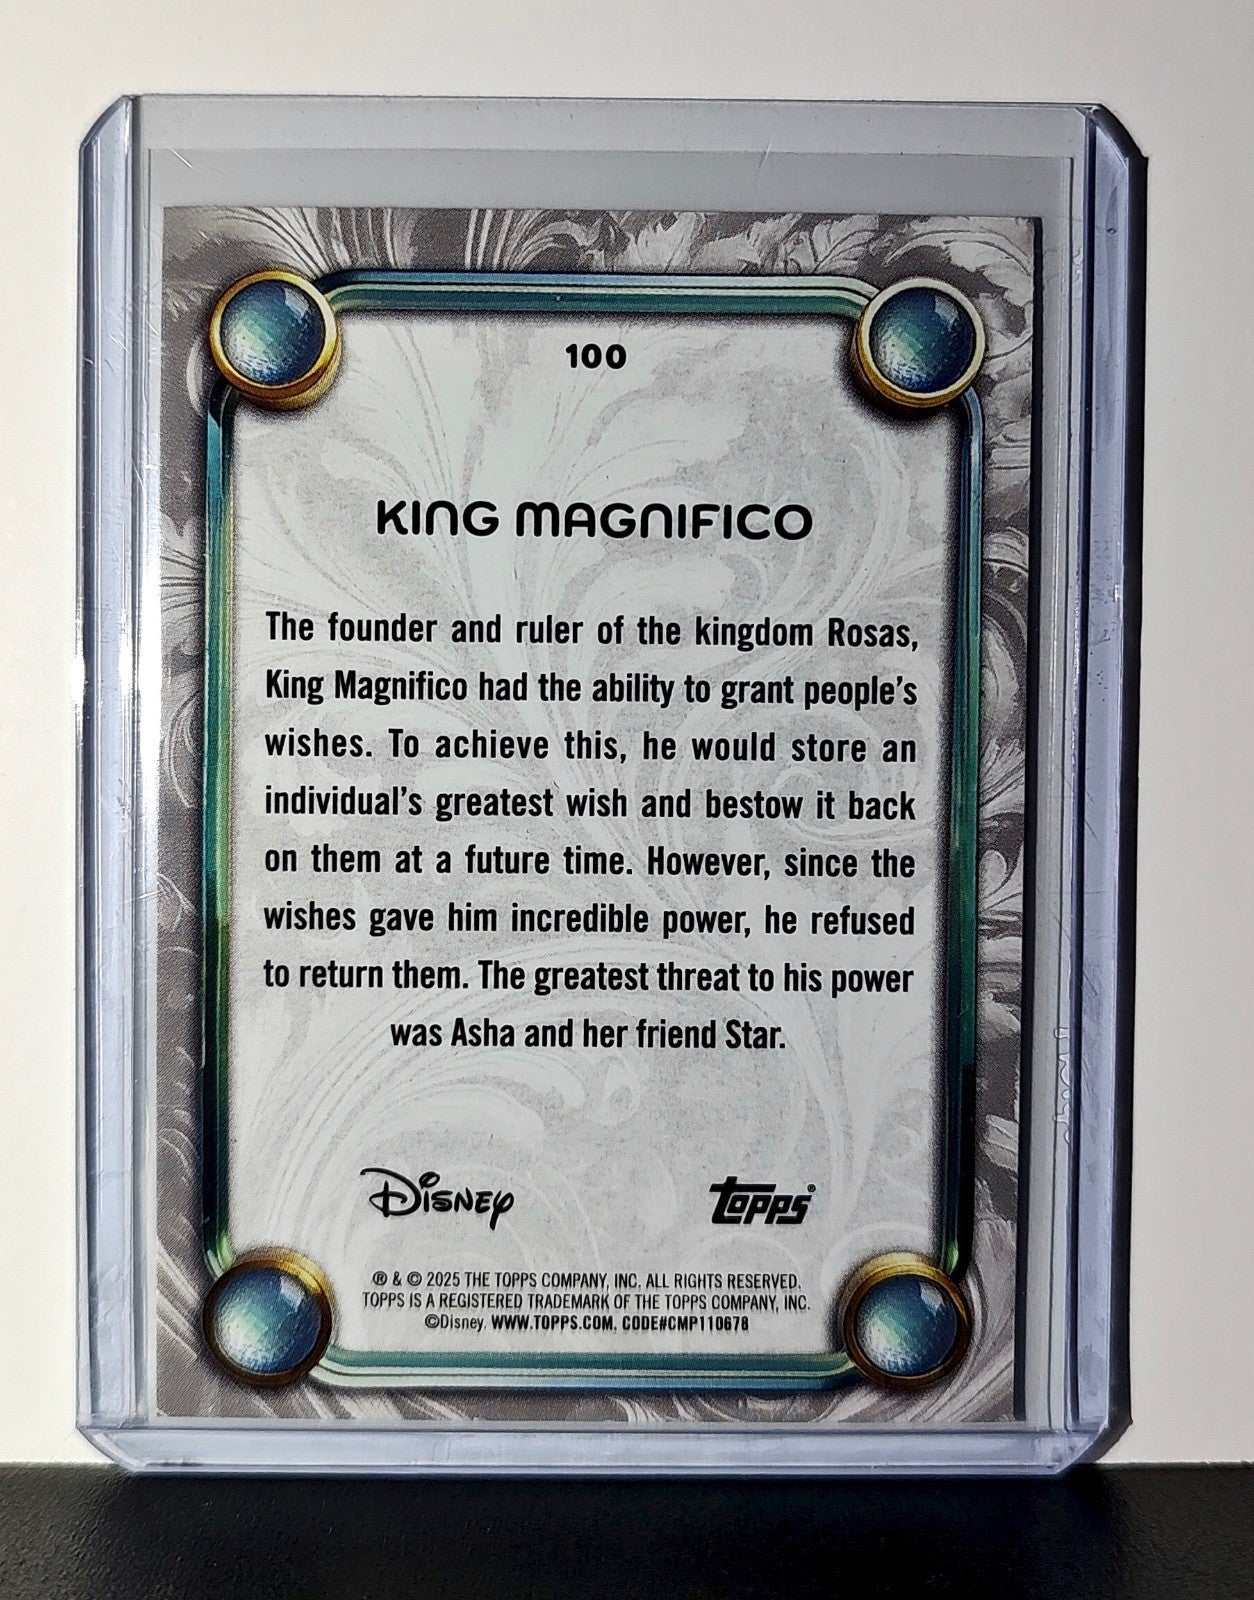 100
KING MAGNIFICO
The founder and ruler of the kingdom Rosas,
King Magnifico had the ability to grant people's
wishes. To achieve this, he would store an
individual's greatest wish and bestow it back
on them at a future time. However, since the
wishes gave him incredible power, he refused
to return them. The greatest threat to his power
was Asha and her friend Star.
Disney topps®
® & © 2025 THE TOPPS COMPANY, INC. ALL RIGHTS RESERVED.
TOPPS IS A REGISTERED TRADEMARK OF THE TOPPS COMPANY, INC.
©Disney. WWW.TOPPS.COM. CODE#CMP110678